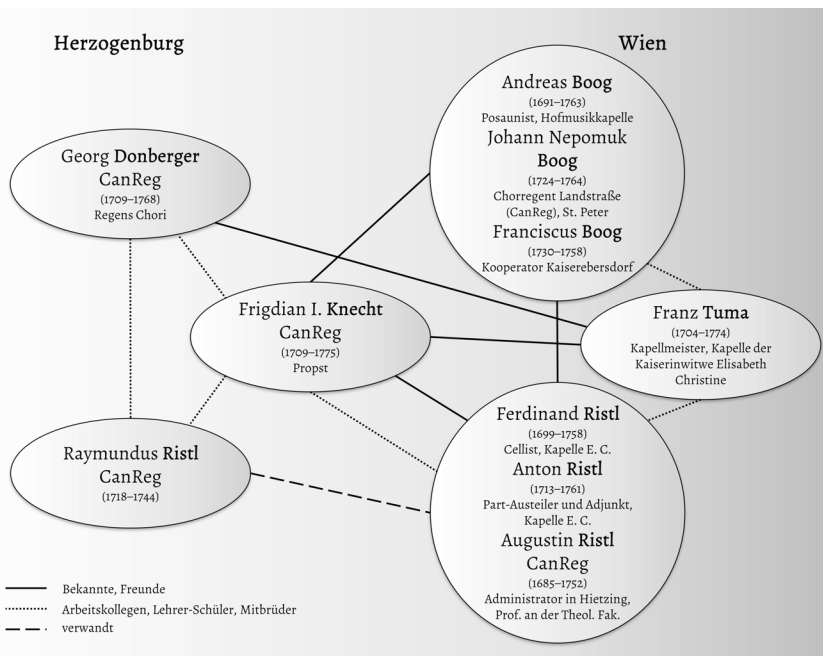 Herzogenburg
Wien
Georg Donberger
CanReg
(1709–1768)
Regens Chori
Andreas Boog
(1691–1763)
Posaunist, Hofmusikkapelle
Johann Nepomuk
Boog
(1724–1764)
Chorregent Landstraße
(CanReg), St. Peter
Franciscus Boog
(1730–1758)
Kooperator Kaiserebersdorf
Frigdian I. Knecht
CanReg
(1709–1775)
Propst
Franz Tuma
(1704–1774)
Kapellmeister, Kapelle der
Kaiserinwitwe Elisabeth
Christine
Raymundus Ristl
CanReg
(1718–1744)
Ferdinand Ristl
(1699–1758)
Cellist, Kapelle E. C.
Anton Ristl
(1713–1761)
Part-Austeiler und Adjunkt,
Kapelle E. C.
Augustin Ristl
CanReg
(1685–1752)
Administrator in Hietzing,
Prof. an der Theol. Fak.
Bekannte, Freunde
Arbeitskollegen, Lehrer-Schüler, Mitbrüder
verwandt